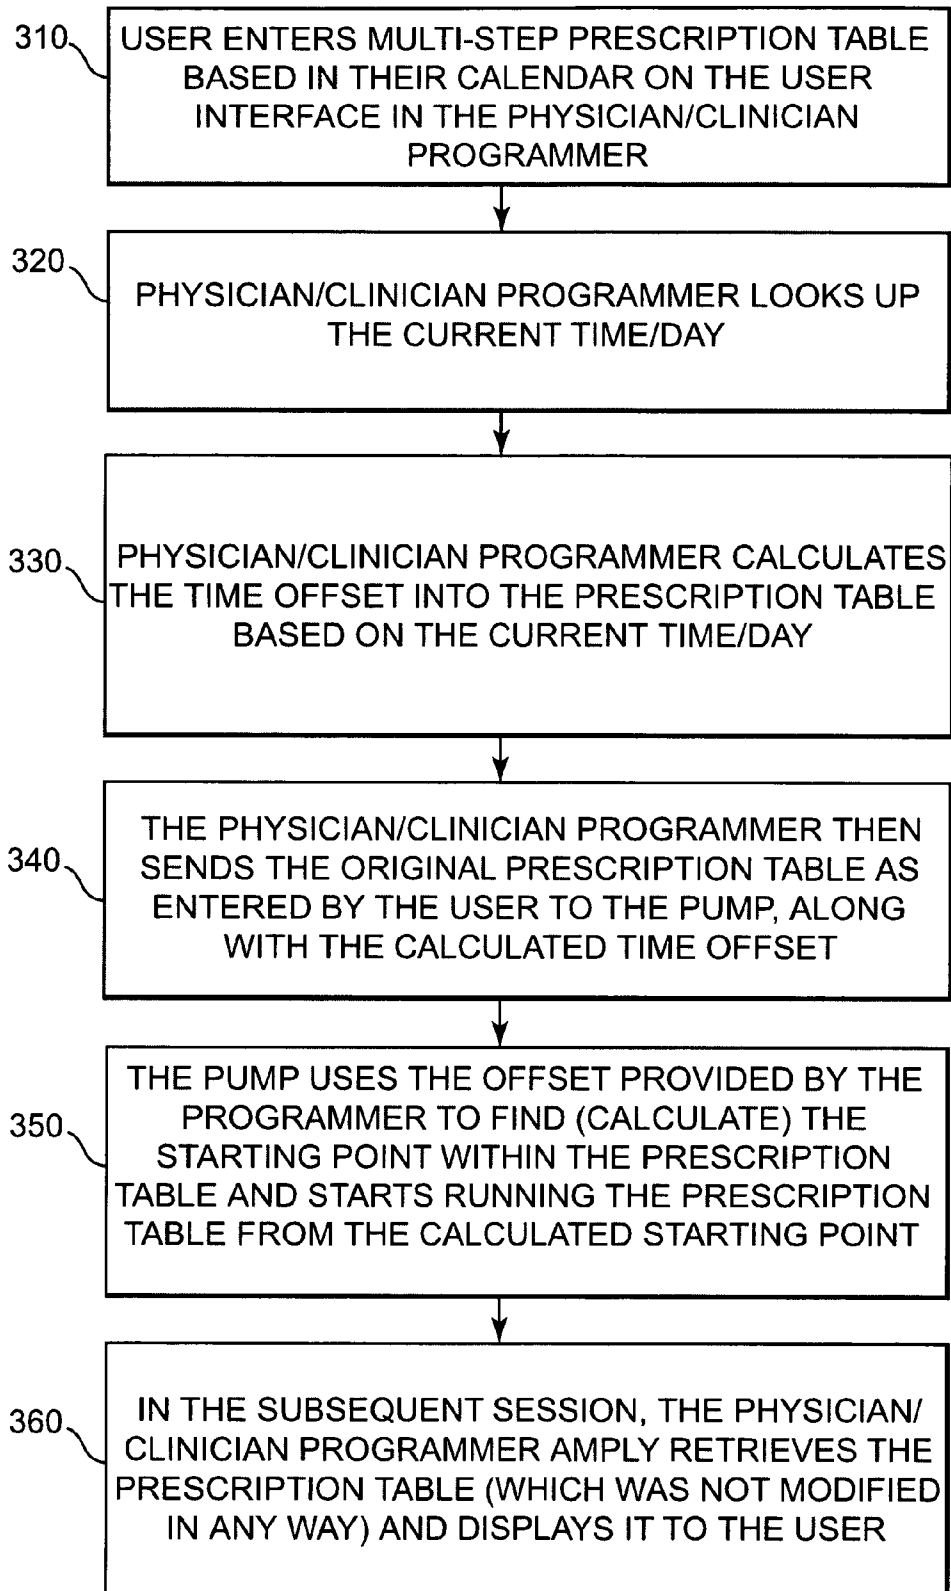 310
USER ENTERS MULTI-STEP PRESCRIPTION TABLE
BASED IN THEIR CALENDAR ON THE USER
INTERFACE IN THE PHYSICIAN/CLINICIAN
PROGRAMMER
320
PHYSICIAN/CLINICIAN PROGRAMMER LOOKS UP
THE CURRENT TIME/DAY
330
PHYSICIAN/CLINICIAN PROGRAMMER CALCULATES
THE TIME OFFSET INTO THE PRESCRIPTION TABLE
BASED ON THE CURRENT TIME/DAY
340
THE PHYSICIAN/CLINICIAN PROGRAMMER THEN
SENDS THE ORIGINAL PRESCRIPTION TABLE AS
ENTERED BY THE USER TO THE PUMP, ALONG
WITH THE CALCULATED TIME OFFSET
350
THE PUMP USES THE OFFSET PROVIDED BY THE
PROGRAMMER TO FIND (CALCULATE) THE
STARTING POINT WITHIN THE PRESCRIPTION
TABLE AND STARTS RUNNING THE PRESCRIPTION
TABLE FROM THE CALCULATED STARTING POINT
360
IN THE SUBSEQUENT SESSION, THE PHYSICIAN/
CLINICIAN PROGRAMMER AMPLY RETRIEVES THE
PRESCRIPTION TABLE (WHICH WAS NOT MODIFIED
IN ANY WAY) AND DISPLAYS IT TO THE USER